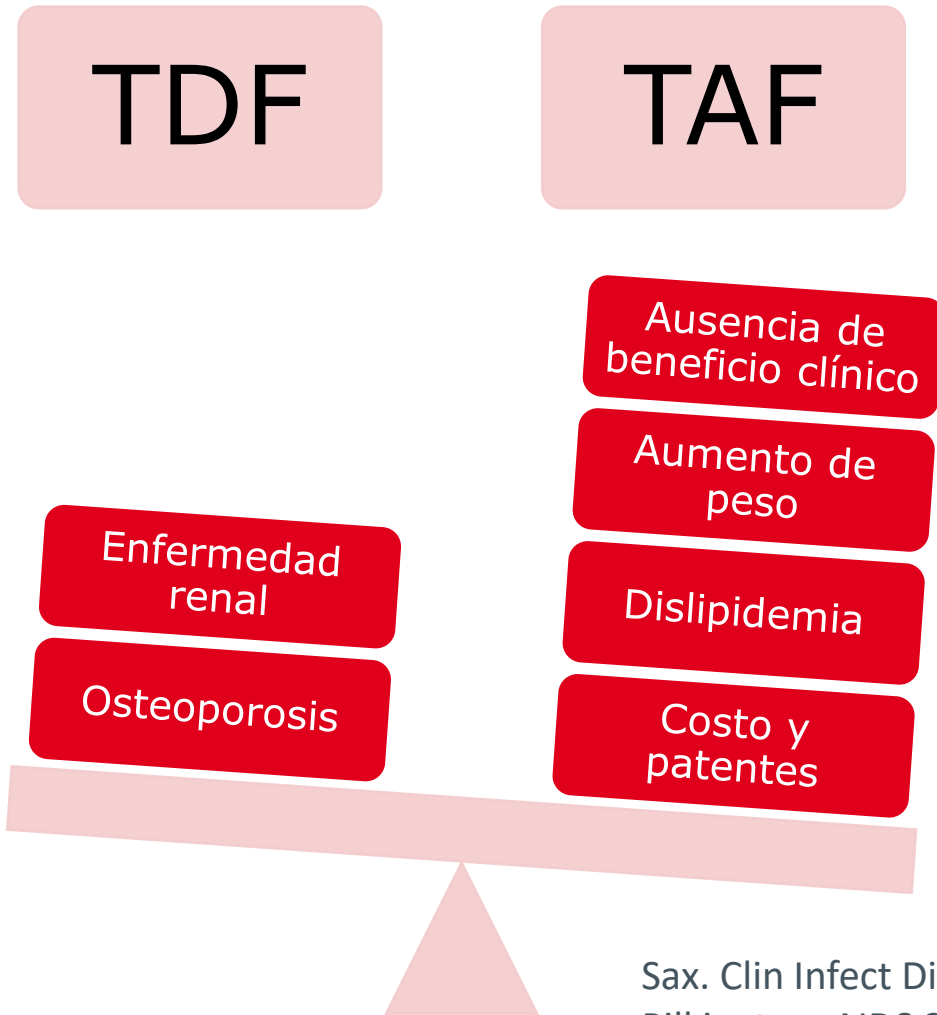 TDF
TAF
Ausencia de
beneficio clínico
Aumento de
peso
Dislipidemia
Costo y
patentes
Enfermedad
renal
Osteoporosis
Sax. Clin Infect Di